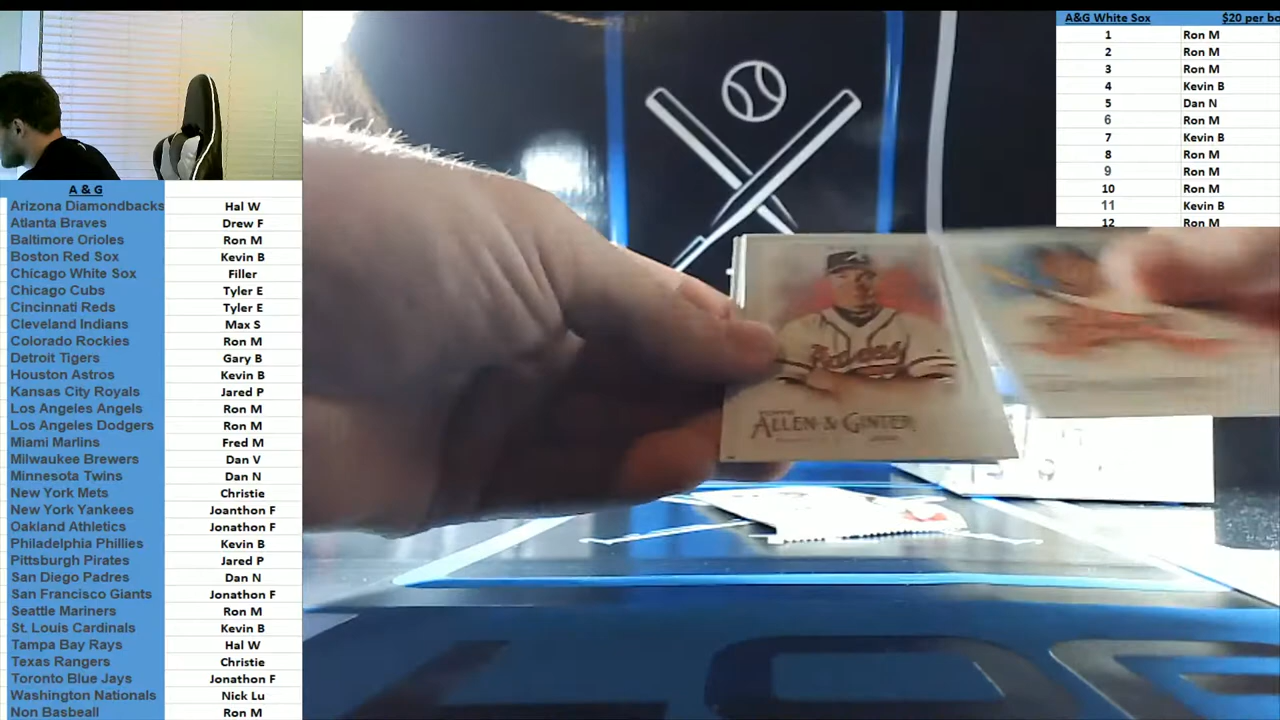 A & G
Arizona Diamondbacks Hal W
Atlanta Braves Drew F
Baltimore Orioles Ron M
Boston Red Sox Kevin B
Chicago White Sox Filler
Chicago Cubs Tyler E
Cincinnati Reds Tyler E
Cleveland Indians Max S
Colorado Rockies Ron M
Detroit Tigers Gary B
Houston Astros Kevin B
Kansas City Royals Jared P
Los Angeles Angels Ron M
Los Angeles Dodgers Ron M
Miami Marlins Fred M
Milwaukee Brewers Dan V
Minnesota Twins Dan N
New York Mets Christie
New York Yankees Joanthon F
Oakland Athletics Jonathon F
Philadelphia Phillies Kevin B
Pittsburgh Pirates Jared P
San Diego Padres Dan N
San Francisco Giants Jonathon F
Seattle Mariners Ron M
St. Louis Cardinals Kevin B
Tampa Bay Rays Hal W
Texas Rangers Christie
Toronto Blue Jays Jonathon F
Washington Nationals Nick Lu
Non Basbeall Ron M
A&G White Sox $20 per bo
1 Ron M
2 Ron M
3 Ron M
4 Kevin B
5 Dan N
6 Ron M
7 Kevin B
8 Ron M
9 Ron M
10 Ron M
11 Kevin B
12 Ron M
Braves
TOPPS
ALLEN & GINTER